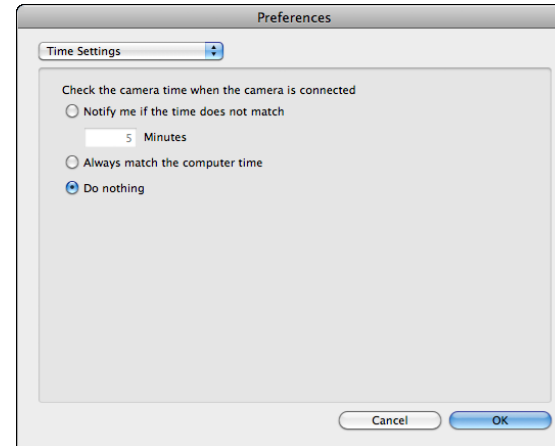 Preferences
Time Settings
Check the camera time when the camera is connected
Notify me if the time does not match
5 Minutes
Always match the computer time
Do nothing
Cancel OK